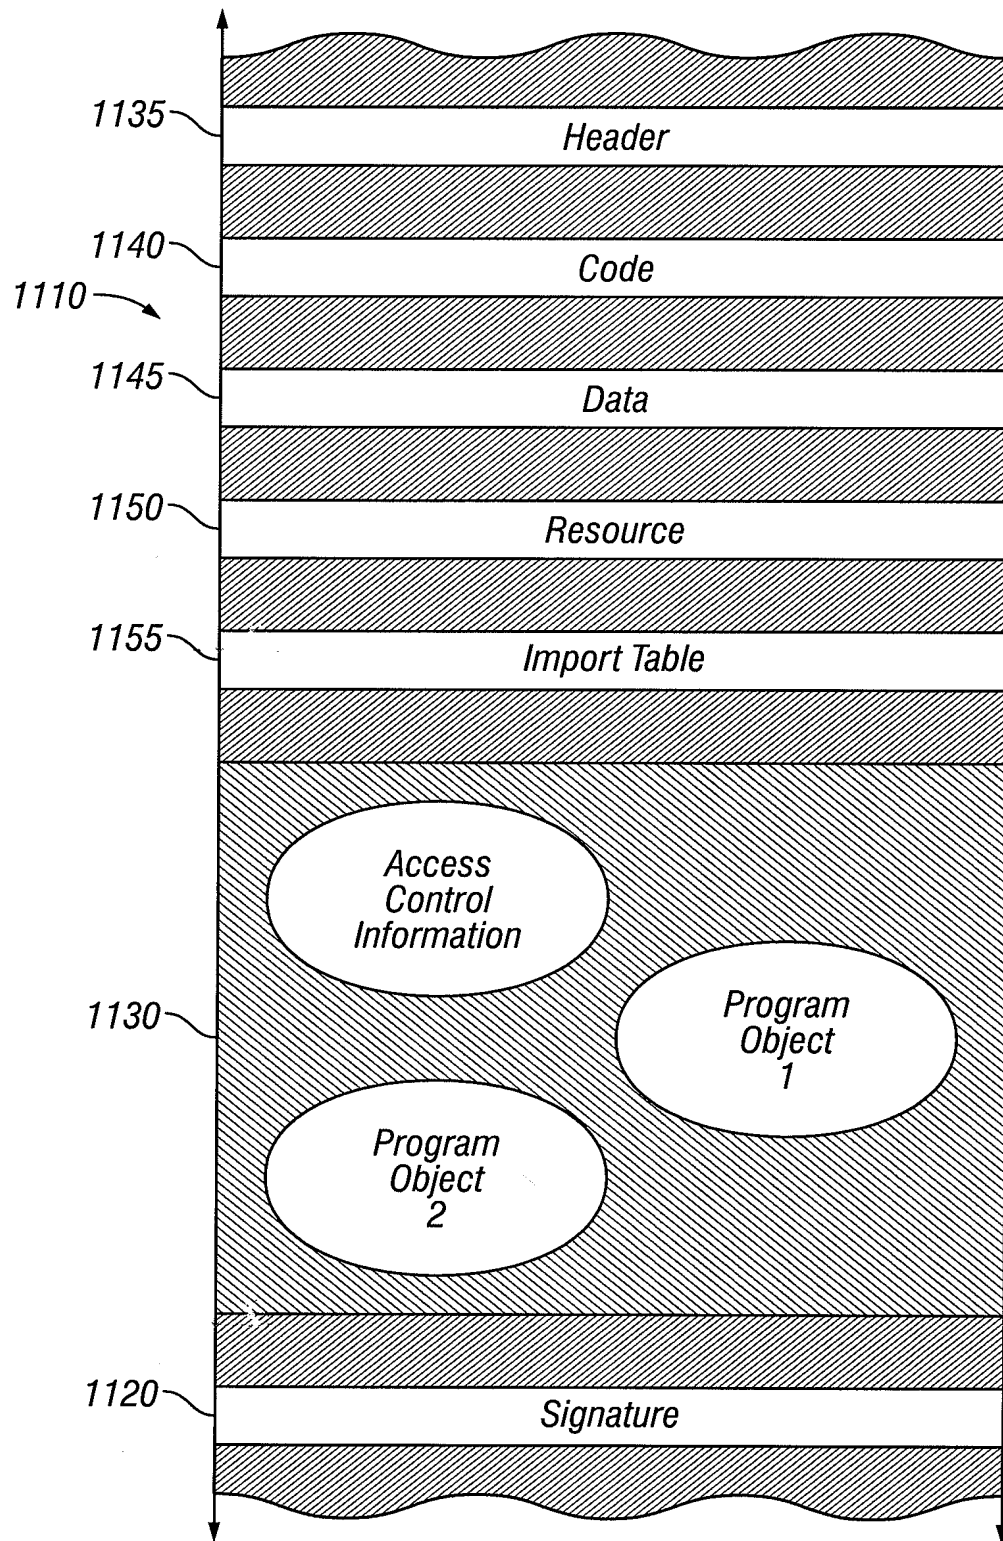 1135
Header
1140
Code
1110
1145
Data
1150
Resource
1155
Import Table
Access
Control
Information
1130
Program
Object
1
Program
Object
2
1120
Signature